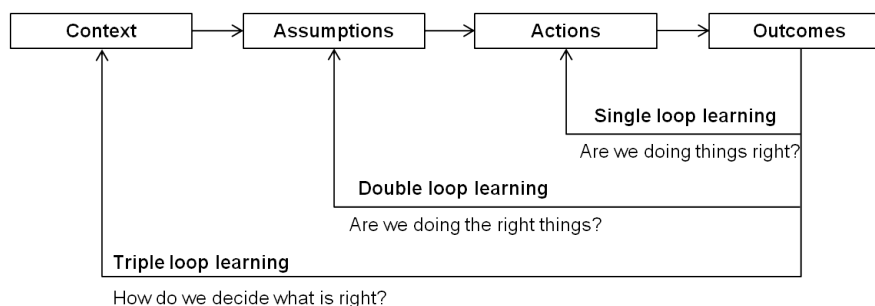 Context
Assumptions
Actions
Outcomes
Single loop learning
Are we doing things right?
Double loop learning
Are we doing the right things?
Triple loop learning
How do we decide what is right?